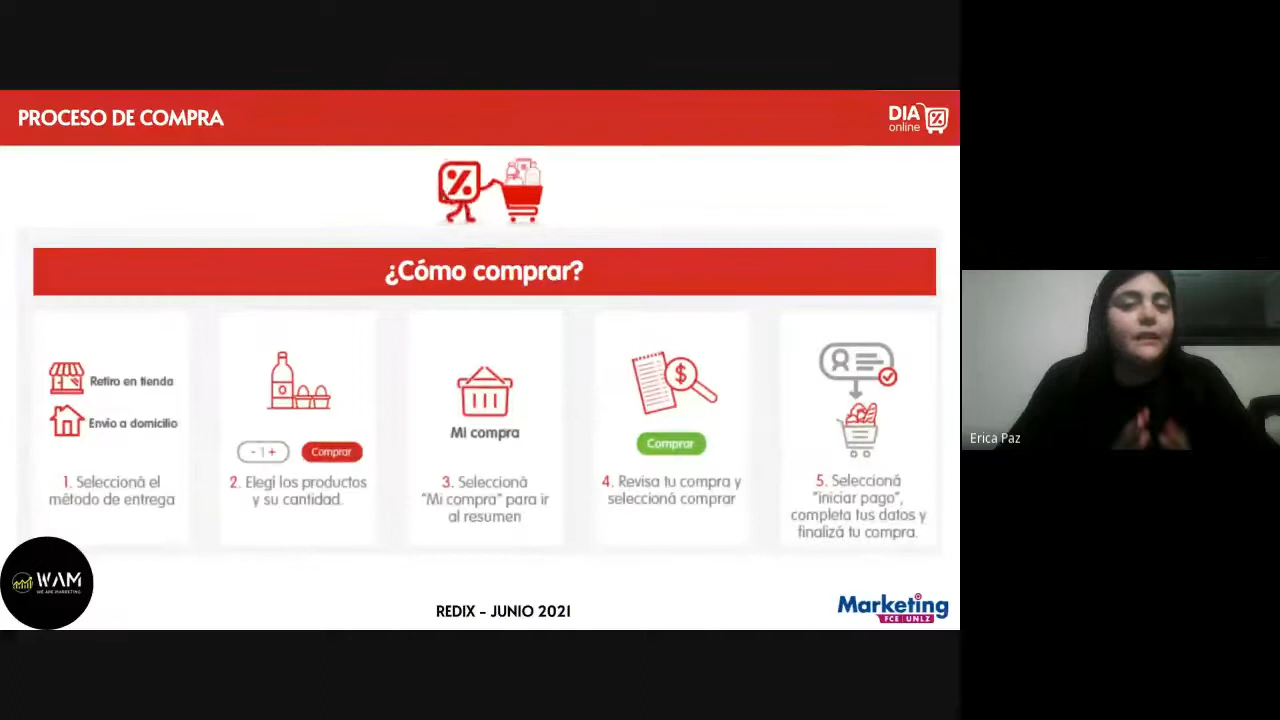 PROCESO DE COMPRA
DIA
online
¿Cómo comprar?
Retiro en tienda
Envío a domicilio
1. Seleccioná el
método de entrega
- 1 +
Comprar
2. Elegí los productos
y su cantidad.
Mi compra
3. Seleccioná
“Mi compra” para ir
al resumen
Comprar
4. Revisa tu compra y
seleccioná comprar
5. Seleccioná
“iniciar pago”,
completa tus datos y
finalizá tu compra.
Erica Paz
WAM
WE ARE MARKETING
REDIX - JUNIO 2021
Marketing
FCE | UNLZ